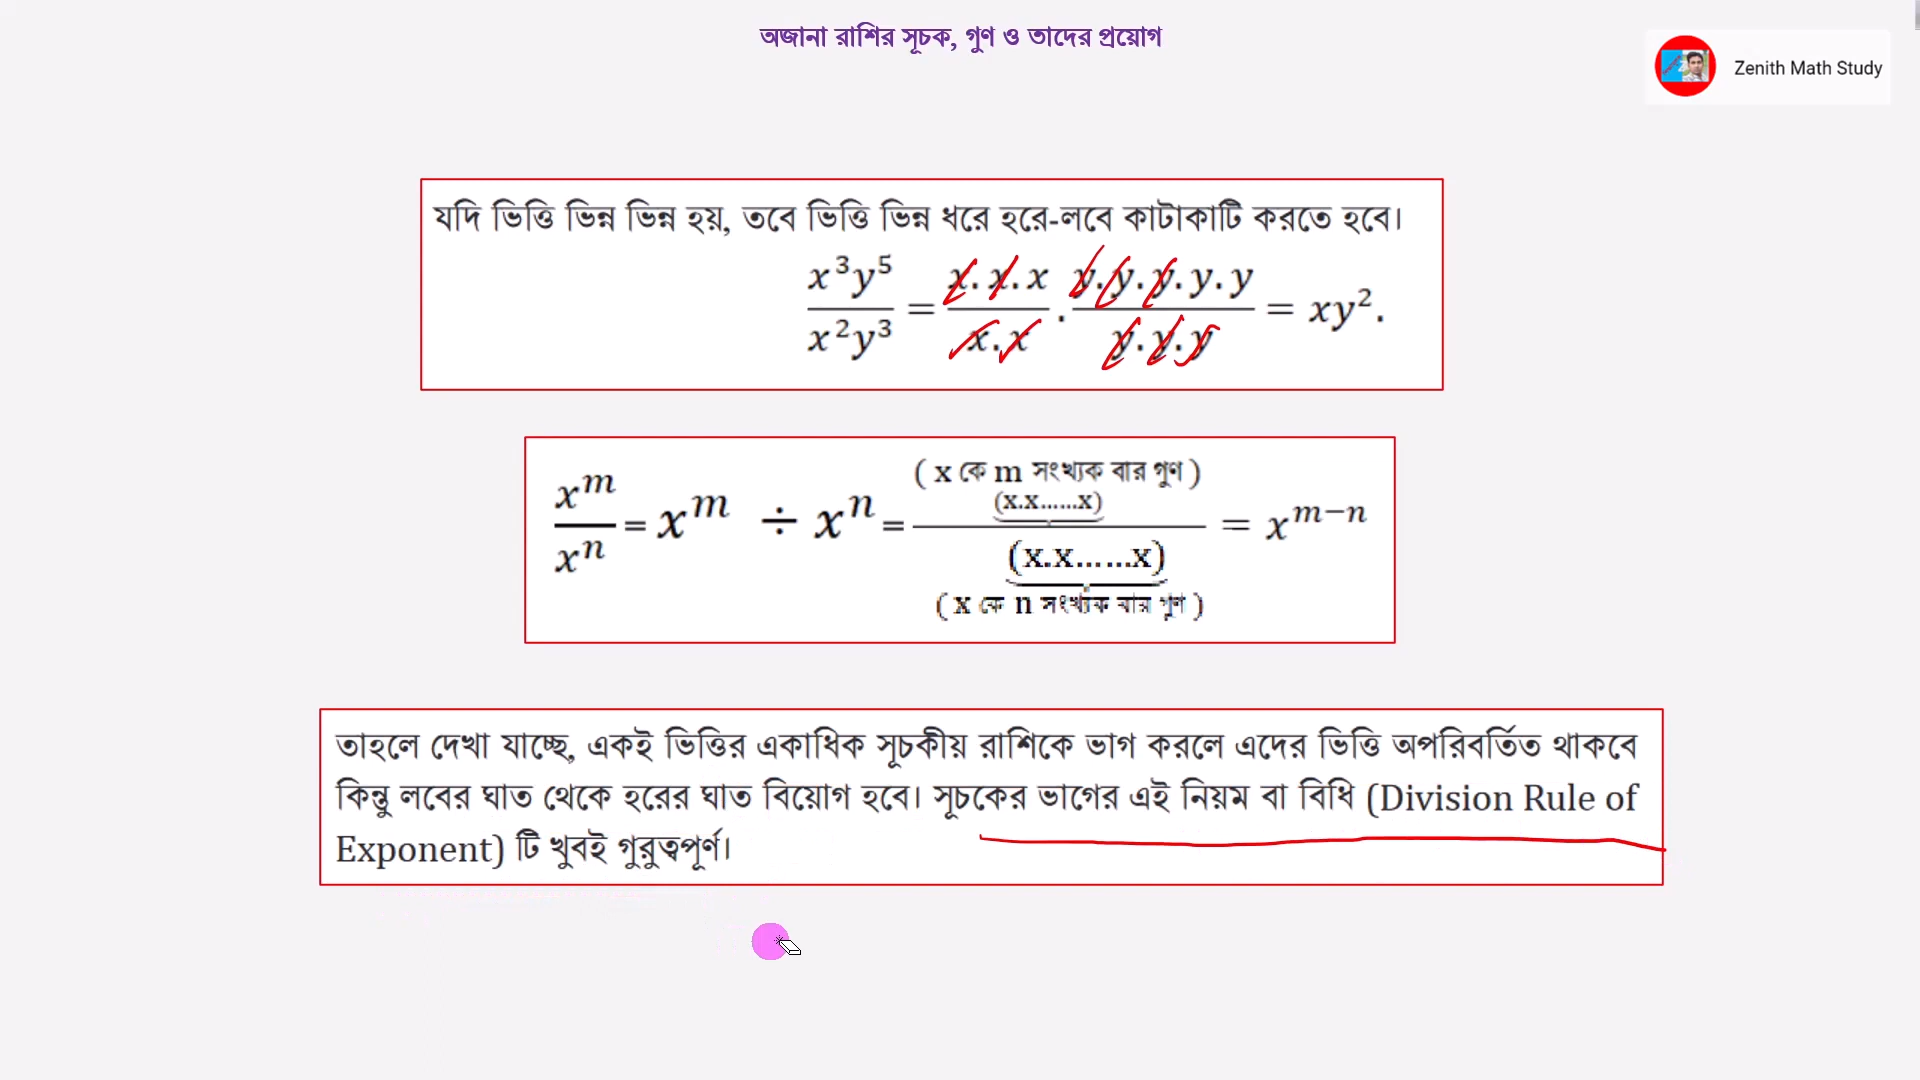 অজানা রাশির সূচক, গুণ ও তাদের প্রয়োগ
Zenith Math Study
যদি ভিত্তি ভিন্ন ভিন্ন হয়, তবে ভিত্তি ভিন্ন ধরে হরে-লবে কাটাকাটি করতে হবে।
x³y⁵/x²y³ = x.x.x/x.x . y.y.y.y.y/y.y.y = xy².
( x কে m সংখ্যক বার গুণ )
xᵐ/xⁿ = xᵐ ÷ xⁿ = (x.x……x)/(x.x……x) = xᵐ⁻ⁿ
( x কে n সংখ্যক বার গুণ )
তাহলে দেখা যাচ্ছে, একই ভিত্তির একাধিক সূচকীয় রাশিকে ভাগ করলে এদের ভিত্তি অপরিবর্তিত থাকবে
কিন্তু লবের ঘাত থেকে হরের ঘাত বিয়োগ হবে। সূচকের ভাগের এই নিয়ম বা বিধি (Division Rule of
Exponent) টি খুবই গুরুত্বপূর্ণ।